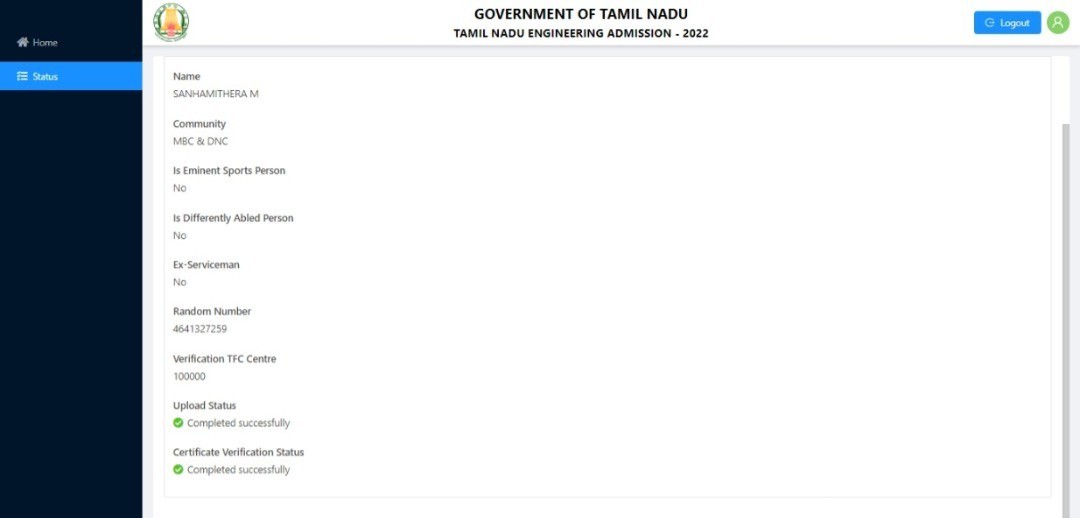 GOVERNMENT OF TAMIL NADU
TAMIL NADU ENGINEERING ADMISSION - 2022
Logout
Home
Status
Name
SANHAMITHERA M
Community
MBC & DNC
Is Eminent Sports Person
No
Is Differently Abled Person
No
Ex-Serviceman
No
Random Number
4641327259
Verification TFC Centre
100000
Upload Status
Completed successfully
Certificate Verification Status
Completed successfully